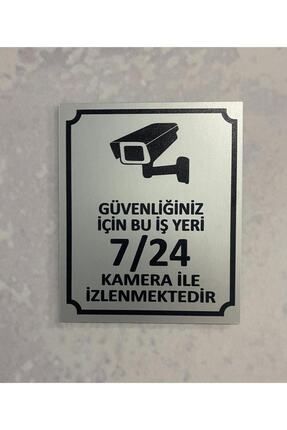 GÜVENLİĞİNİZ
İÇİN BU İŞ YERİ
7/24
KAMERA İLE
İZLENMEKTEDİR